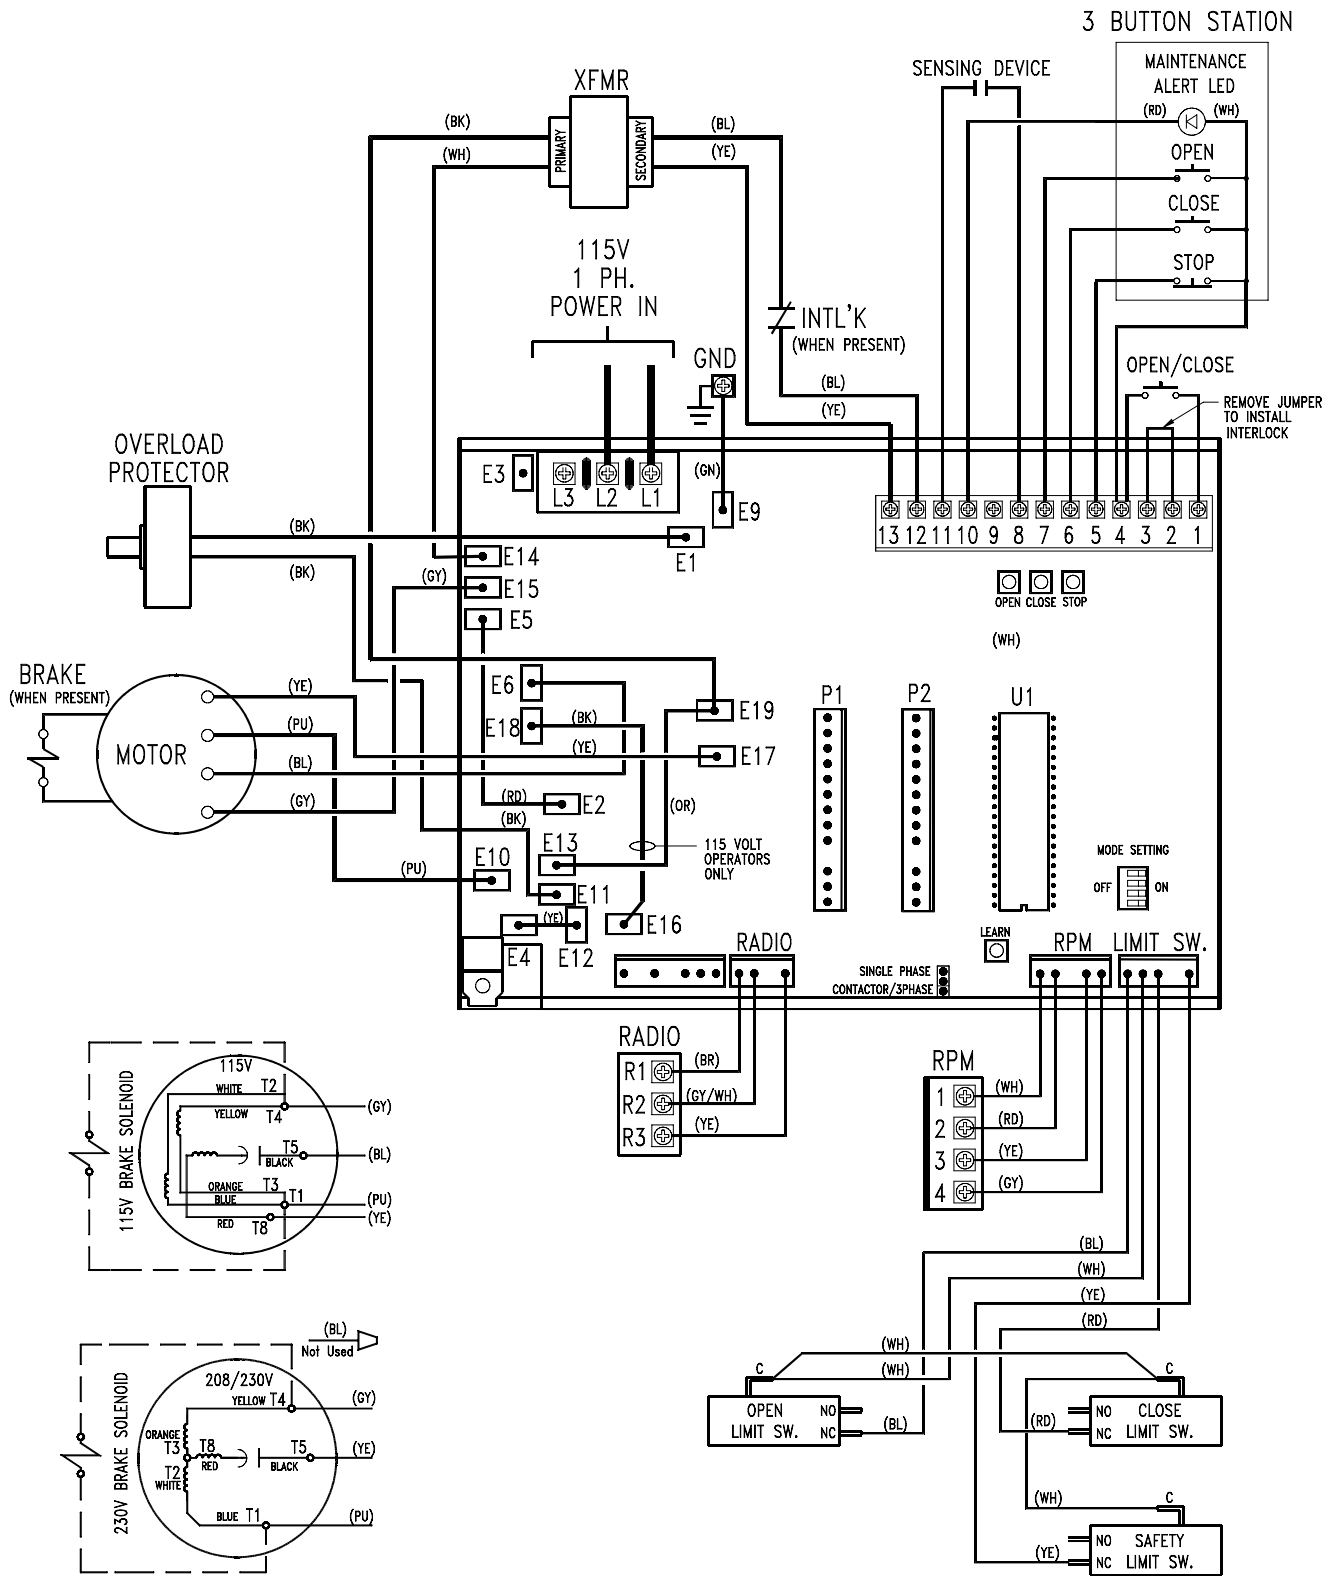 3 BUTTON STATION
MAINTENANCE
ALERT LED
(RD)
(WH)
OPEN
CLOSE
STOP
SENSING DEVICE
XFMR
PRIMARY
SECONDARY
(BK)
(WH)
(BL)
(YE)
115V
1 PH.
POWER IN
INTL'K
(WHEN PRESENT)
GND
(BL)
(YE)
OPEN/CLOSE
REMOVE JUMPER
TO INSTALL
INTERLOCK
OVERLOAD
PROTECTOR
(BK)
(BK)
(GY)
E3
L3
L2
L1
(GN)
E9
E1
13
12
11
10
9
8
7
6
5
4
3
2
1
OPEN
CLOSE
STOP
(WH)
E14
E15
E5
BRAKE
(WHEN PRESENT)
MOTOR
(YE)
(PU)
(BL)
(GY)
E6
E18
(BK)
(YE)
E19
E17
P1
P2
U1
(RD)
E2
(BK)
(OR)
115 VOLT
OPERATORS
ONLY
E13
E10
(PU)
E11
E16
(YE)
E4
E12
MODE SETTING
OFF
ON
LEARN
RADIO
RPM
LIMIT SW.
SINGLE PHASE
CONTACTOR/3PHASE
RADIO
R1
R2
R3
(BR)
(GY/WH)
(YE)
RPM
1
2
3
4
(WH)
(RD)
(YE)
(GY)
115V BRAKE SOLENOID
115V
WHITE
T2
YELLOW
T4
(GY)
T5
BLACK
(BL)
ORANGE
T3
BLUE
T1
(PU)
RED
T8
(YE)
(BL)
(WH)
(YE)
(RD)
(BL)
Not Used
230V BRAKE SOLENOID
208/230V
YELLOW
T4
(GY)
ORANGE
T3
T8
RED
T5
BLACK
(YE)
T2
WHITE
BLUE
T1
(PU)
(WH)
(WH)
C
OPEN
LIMIT SW.
NO
NC
(BL)
C
(RD)
NO
NC
CLOSE
LIMIT SW.
(WH)
C
(YE)
NO
NC
SAFETY
LIMIT SW.